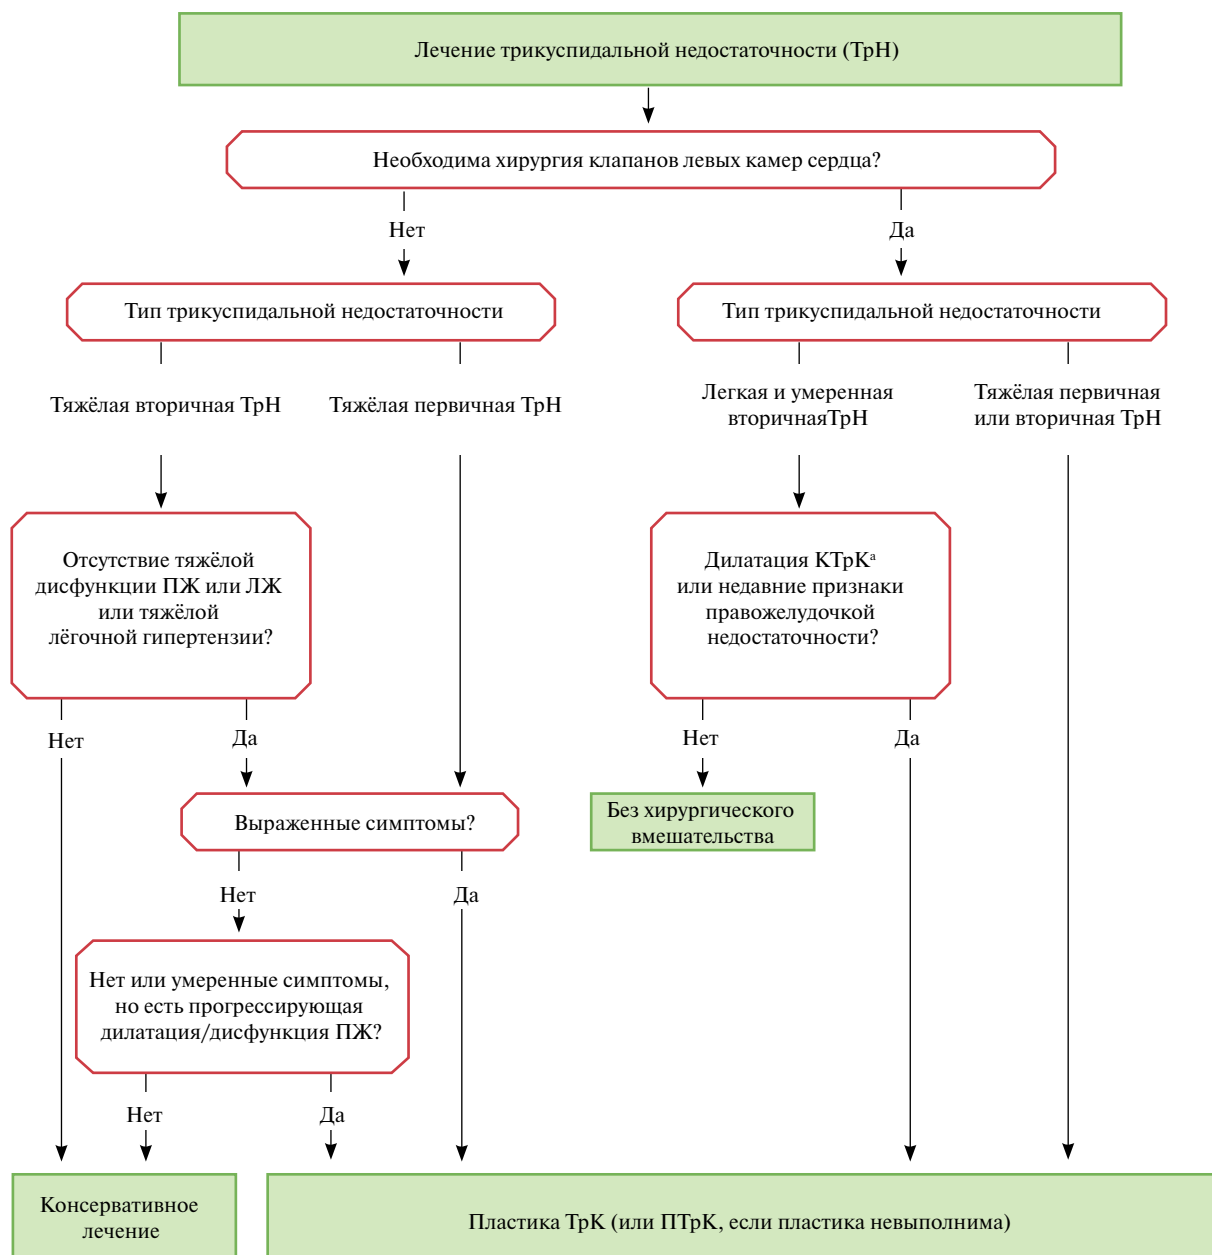 Лечение трикуспидальной недостаточности (ТрН)
Необходима хирургия клапанов левых камер сердца?
Нет
Да
Тип трикуспидальной недостаточности
Тип трикуспидальной недостаточности
Тяжёлая вторичная ТрН
Тяжёлая первичная ТрН
Легкая и умеренная
вторичнаяТрН
Тяжёлая первичная
или вторичная ТрН
Отсутствие тяжёлой
дисфункции ПЖ или ЛЖ
или тяжёлой
лёгочной гипертензии?
Дилатация КТрКᵃ
или недавние признаки
правожелудочкой
недостаточности?
Нет
Да
Нет
Да
Выраженные симптомы?
Без хирургического
вмешательства
Нет
Да
Нет или умеренные симптомы,
но есть прогрессирующая
дилатация/дисфункция ПЖ?
Нет
Да
Консервативное
лечение
Пластика ТрК (или ПТрК, если пластика невыполнима)